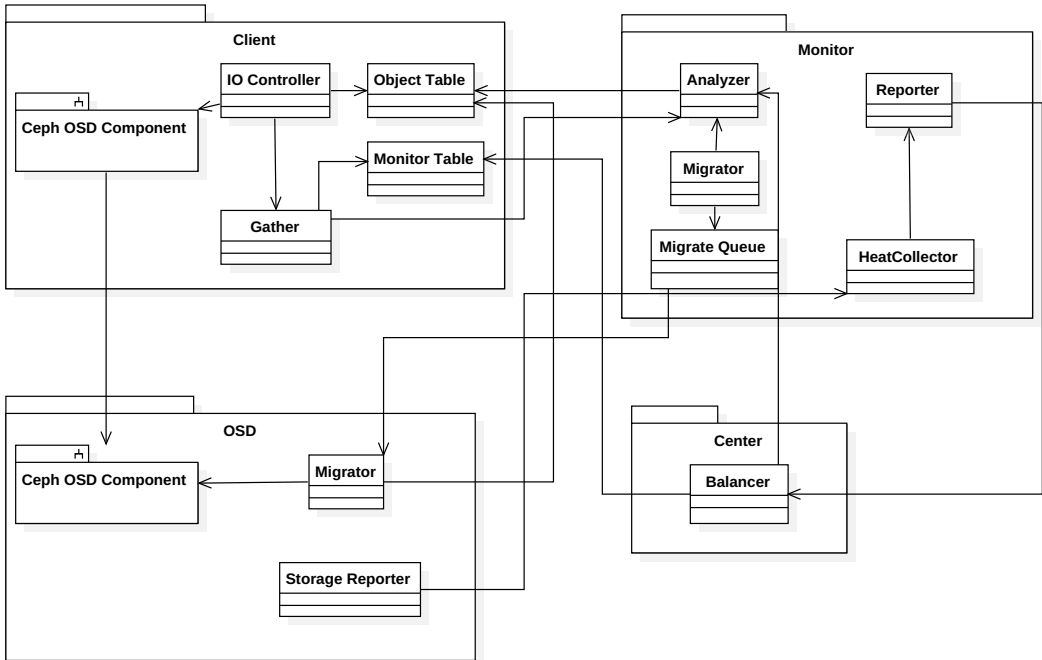 Client
IO Controller
Object Table
Ceph OSD Component
Monitor Table
Gather
Monitor
Analyzer
Reporter
Migrator
Migrate Queue
HeatCollector
OSD
Ceph OSD Component
Migrator
Storage Reporter
Center
Balancer